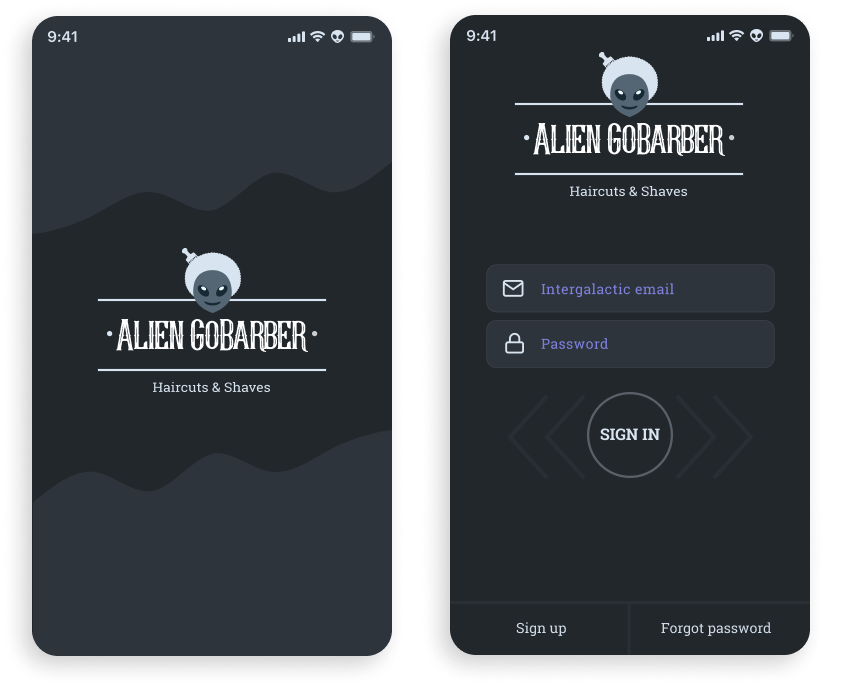 9:41
• ALIEN GOBARBER •
Haircuts & Shaves
9:41
• ALIEN GOBARBER •
Haircuts & Shaves
Intergalactic email
Password
SIGN IN
Sign up
Forgot password